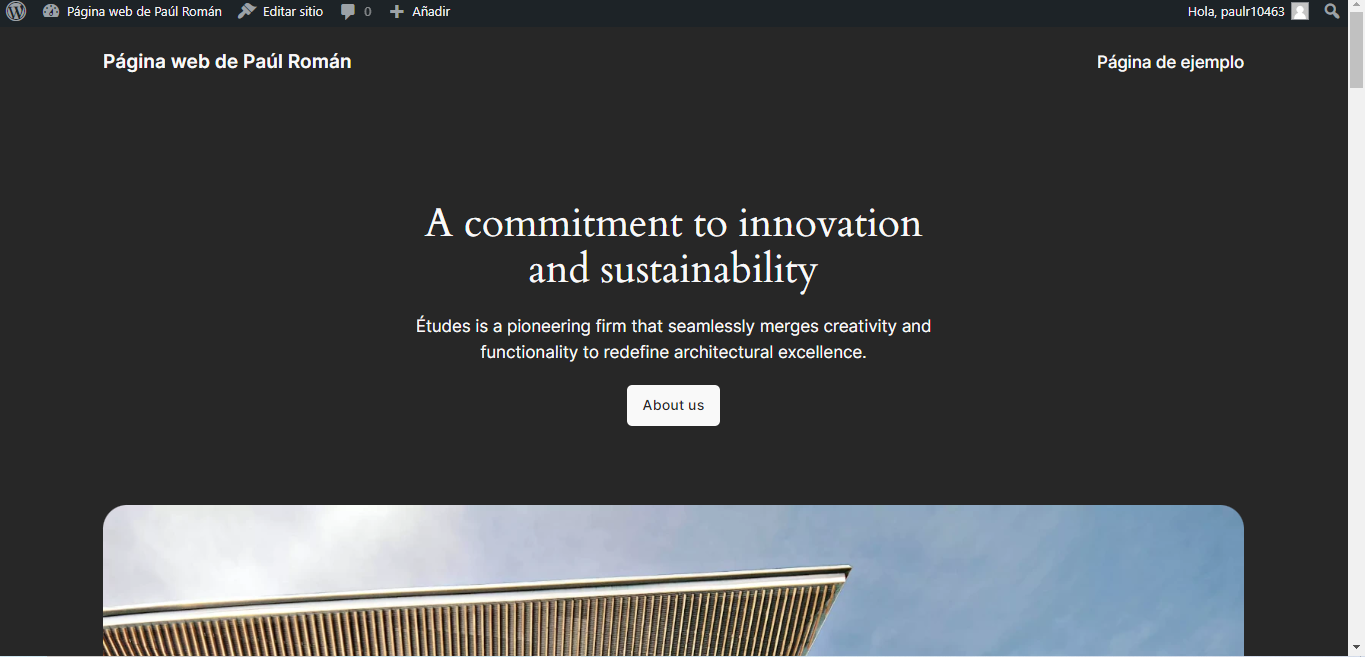 Página web de Paúl Román Editar sitio 0 Añadir Hola, paulr10463
Página web de Paúl Román Página de ejemplo
A commitment to innovation
and sustainability
Études is a pioneering firm that seamlessly merges creativity and
functionality to redefine architectural excellence.
About us